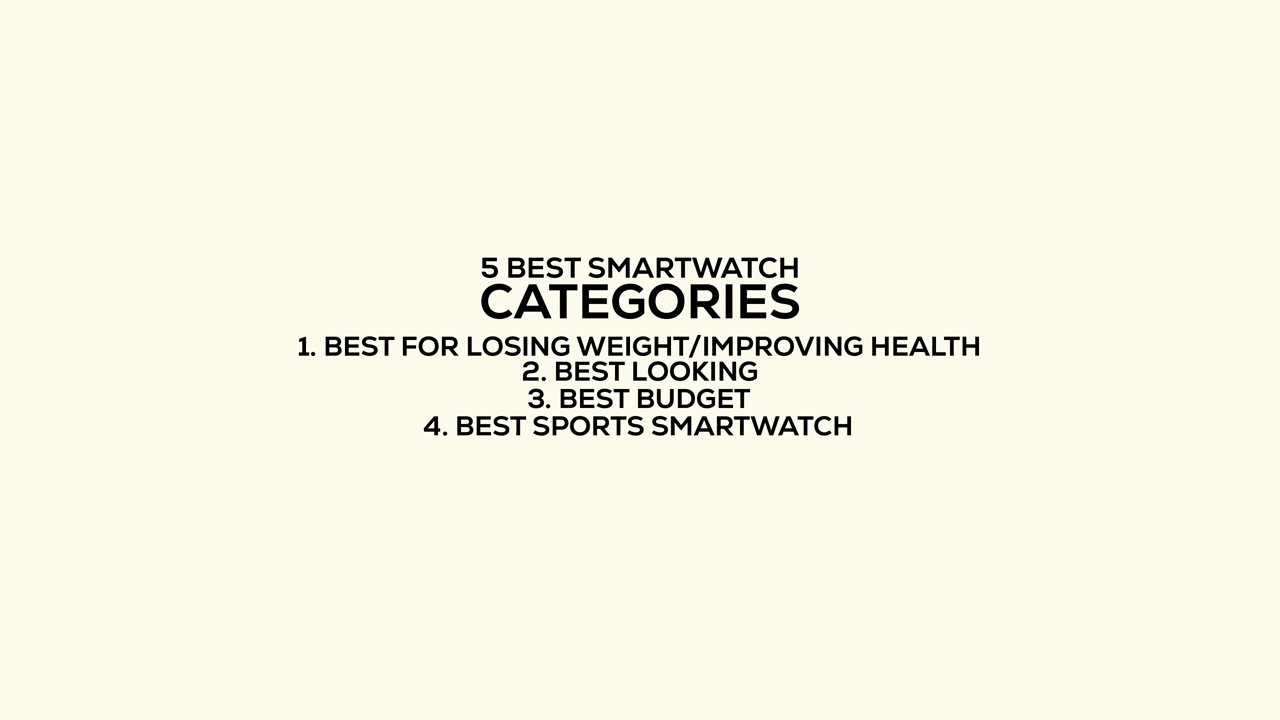 5 BEST SMARTWATCH
CATEGORIES
1. BEST FOR LOSING WEIGHT/IMPROVING HEALTH
2. BEST LOOKING
3. BEST BUDGET
4. BEST SPORTS SMARTWATCH